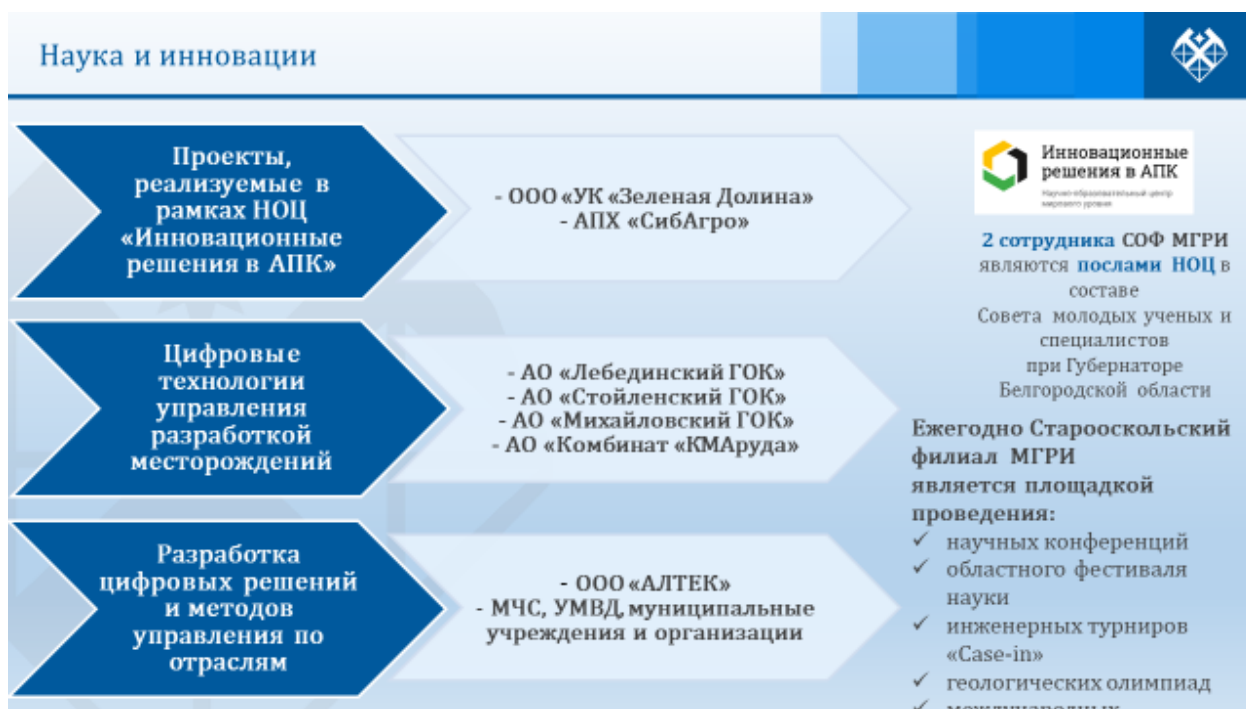 Наука и инновации
Проекты,
реализуемые в
рамках НОЦ
«Инновационные
решения в АПК»
- ООО «УК «Зеленая Долина»
- АПХ «СибАгро»
Цифровые
технологии
управления
разработкой
месторождений
- АО «Лебединский ГОК»
- АО «Стойленский ГОК»
- АО «Михайловский ГОК»
- АО «Комбинат «КМАруда»
Разработка
цифровых решений
и методов
управления по
отраслям
- ООО «АЛТЕК»
- МЧС, УМВД, муниципальные
учреждения и организации
Инновационные
решения в АПК
Научно-образовательный центр
мирового уровня
2 сотрудника СОФ МГРИ
являются послами НОЦ в
составе
Совета молодых ученых и
специалистов
при Губернаторе
Белгородской области
Ежегодно Старооскольский
филиал МГРИ
является площадкой
проведения:
✓ научных конференций
✓ областного фестиваля
науки
✓ инженерных турниров
«Case-in»
✓ геологических олимпиад
✓ международных